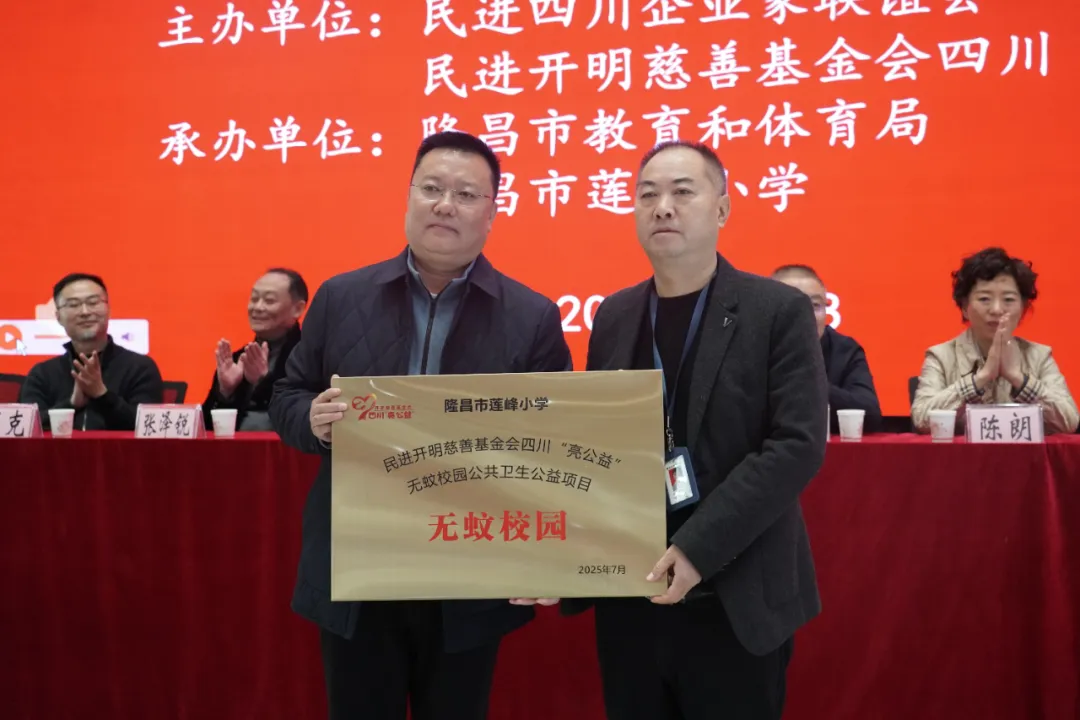 主办单位：民进四川企业家联谊会
民进开明慈善基金会四川
承办单位：隆昌市教育和体育局
昌市莲 小学
20 3
克
张泽锐
陈朗
隆昌市莲峰小学
民进开明慈善基金会四川“亮公益”
无蚊校园公共卫生公益项目
无蚊校园
2025年7月